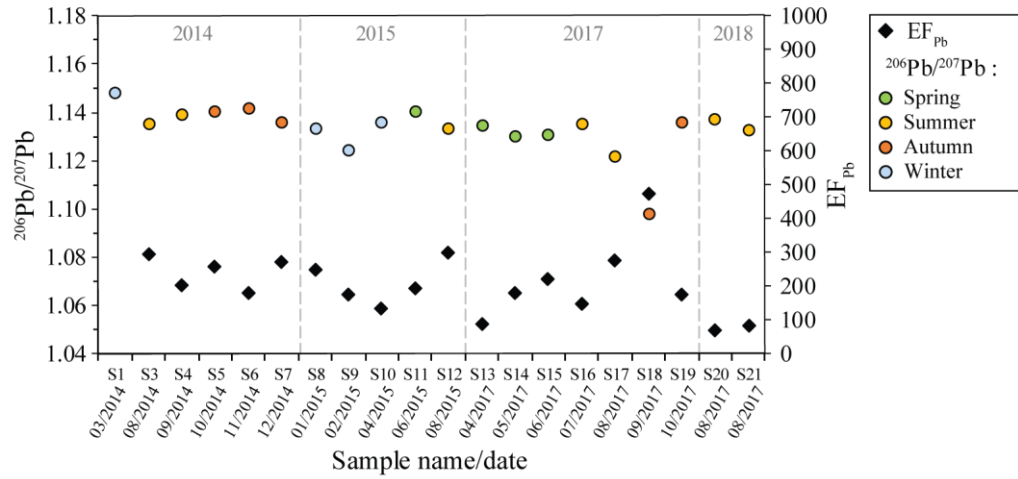 2014 2015 2017 2018
1.18
1.16
1.14
1.12
1.10
1.08
1.06
1.04
²⁰⁶Pb/²⁰⁷Pb
1000
900
800
700
600
500
400
300
200
100
0
EF_Pb
S1 S3 S4 S5 S6 S7 S8 S9 S10 S11 S12 S13 S14 S15 S16 S17 S18 S19 S20 S21
03/2014 08/2014 09/2014 10/2014 11/2014 12/2014 01/2015 02/2015 04/2015 06/2015 08/2015 04/2017 05/2017 06/2017 07/2017 08/2017 09/2017 10/2017 08/2017 08/2017
Sample name/date
EF_Pb
²⁰⁶Pb/²⁰⁷Pb :
Spring
Summer
Autumn
Winter